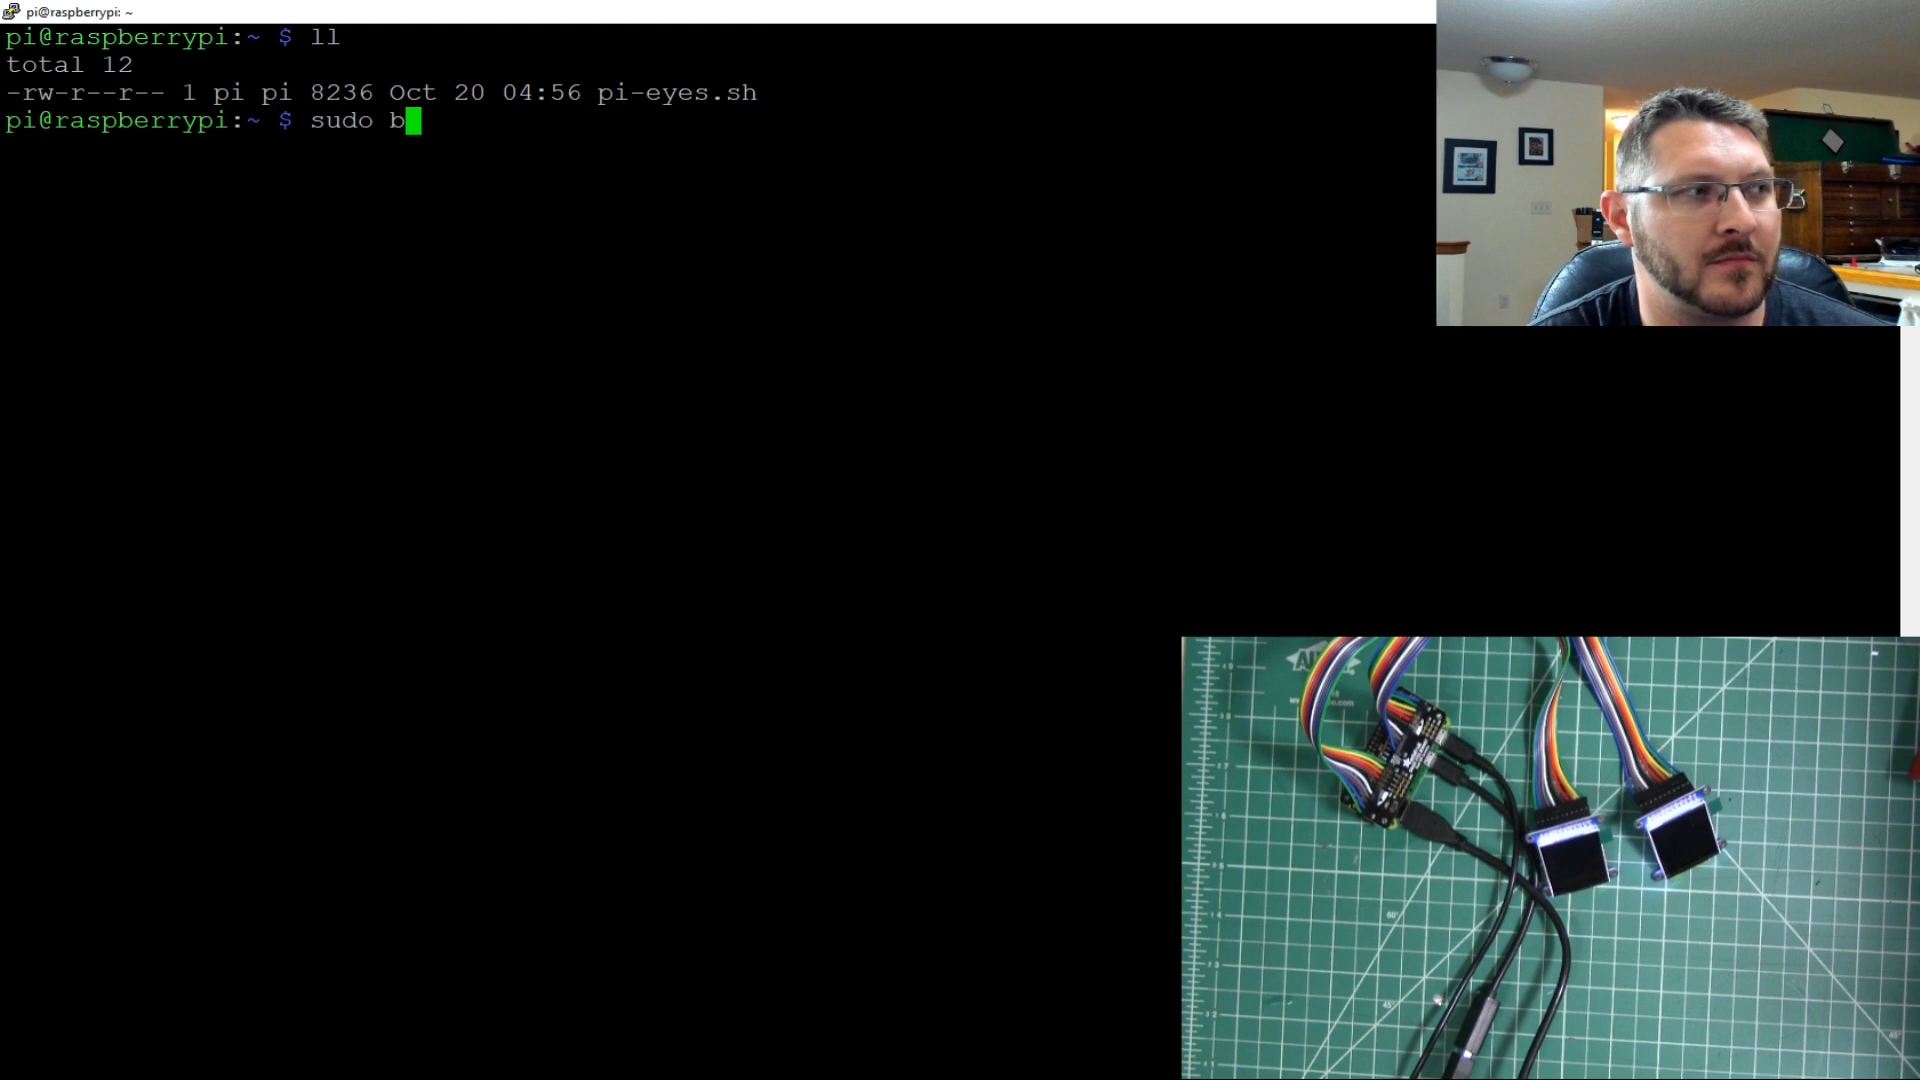 pi@raspberrypi: ~
pi@raspberrypi:~ $ ll
total 12
-rw-r--r-- 1 pi pi 8236 Oct 20 04:56 pi-eyes.sh
pi@raspberrypi:~ $ sudo b